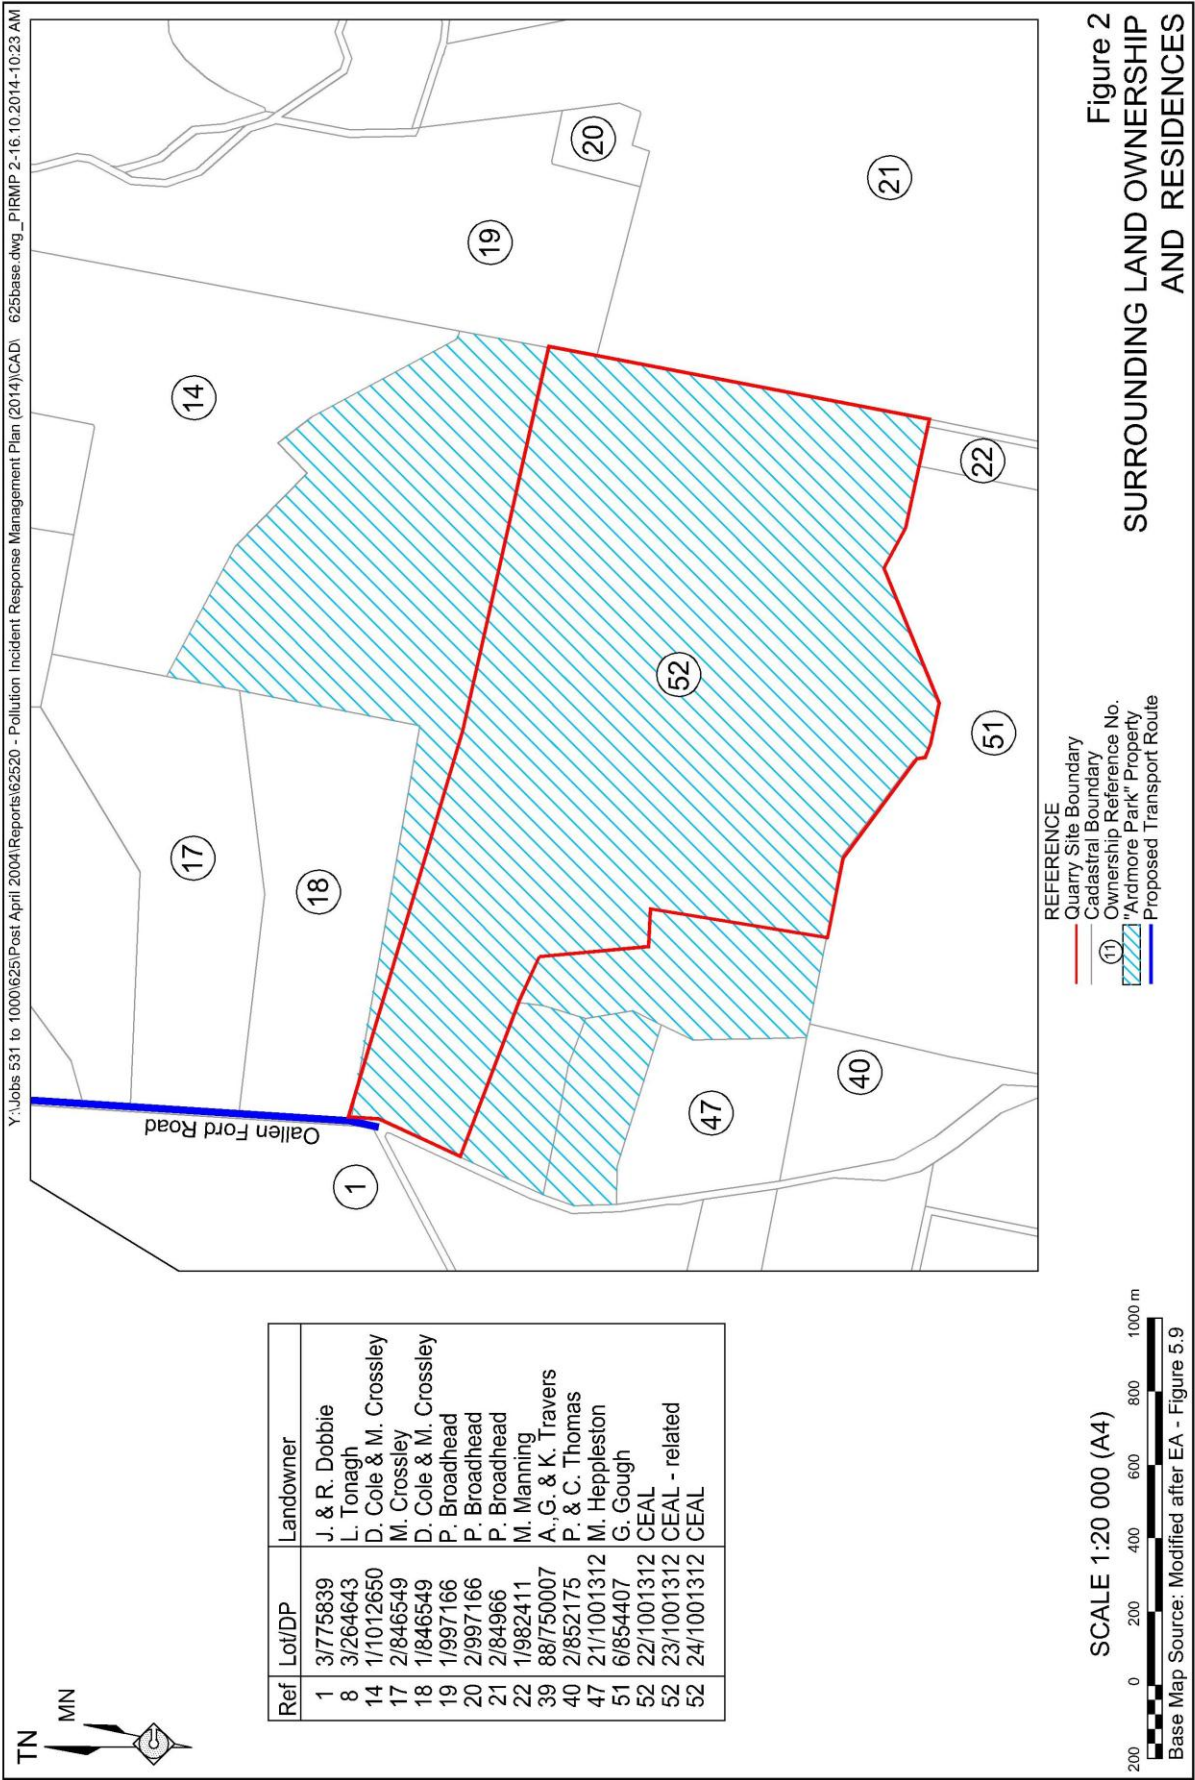 Y:\Jobs 531 to 1000\625\Post April 2004\Reports\62520 - Pollution Incident Response Management Plan (2014)\CAD\ 625base.dwg_PIRMP 2-16.10.2014-10:23 AM
TN
MN
Ref Lot/DP Landowner
1 3/775839 J. & R. Dobbie
8 3/264643 L. Tonagh
14 1/1012650 D. Cole & M. Crossley
17 2/846549 M. Crossley
18 1/846549 D. Cole & M. Crossley
19 1/997166 P. Broadhead
20 2/997166 P. Broadhead
21 2/84966 P. Broadhead
22 1/982411 M. Manning
39 88/750007 A.,G. & K. Travers
40 2/852175 P. & C. Thomas
47 21/1001312 M. Heppleston
51 6/854407 G. Gough
52 22/1001312 CEAL
52 23/1001312 CEAL - related
52 24/1001312 CEAL
Oallen Ford Road
1
17
18
14
19
20
21
52
47
40
51
22
REFERENCE
Quarry Site Boundary
Cadastral Boundary
11 Ownership Reference No.
"Ardmore Park" Property
Proposed Transport Route
SCALE 1:20 000 (A4)
200 0 200 400 600 800 1000 m
Base Map Source: Modified after EA - Figure 5.9
Figure 2
SURROUNDING LAND OWNERSHIP
AND RESIDENCES